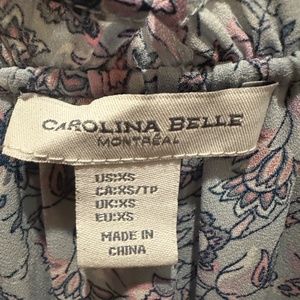 CAROLINA BELLE
MONTRÉAL
US:XS
CA:XS/TP
UK:XS
EU:XS
MADE IN
CHINA